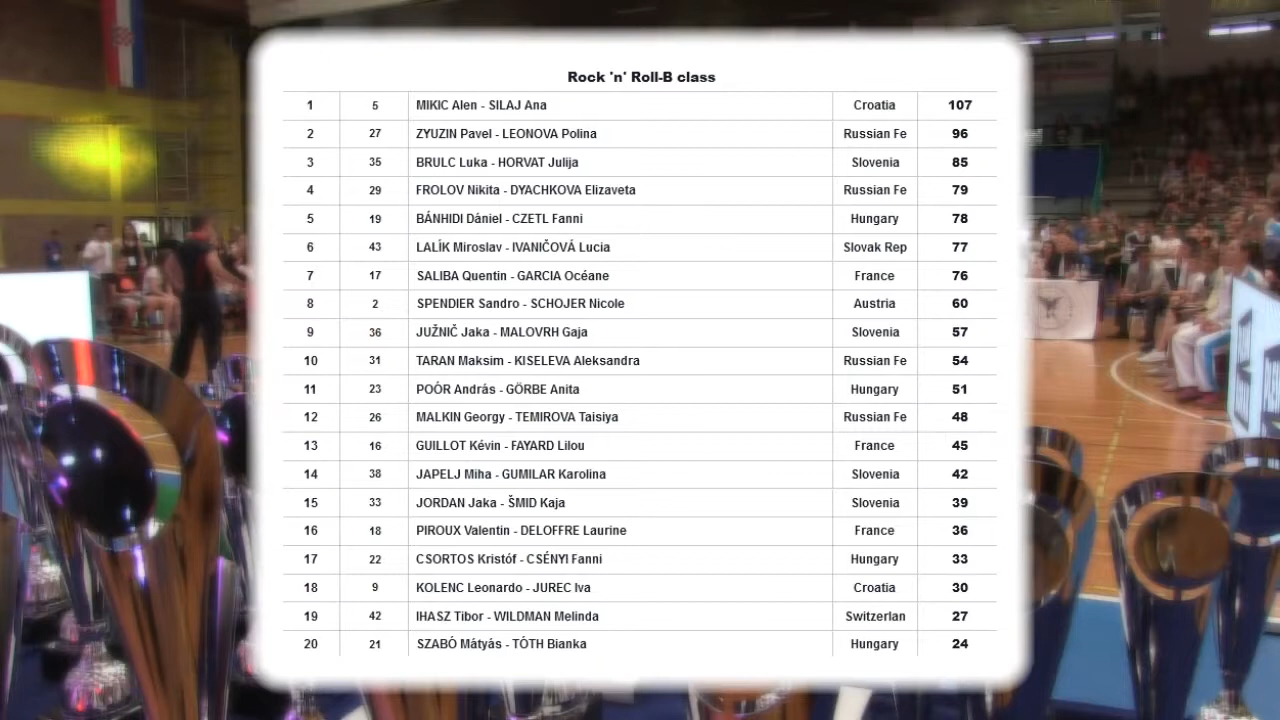 Rock 'n' Roll-B class
1 5 MIKIC Alen - SILAJ Ana Croatia 107
2 27 ZYUZIN Pavel - LEONOVA Polina Russian Fe 96
3 35 BRULC Luka - HORVAT Julija Slovenia 85
4 29 FROLOV Nikita - DYACHKOVA Elizaveta Russian Fe 79
5 19 BÁNHIDI Dániel - CZETL Fanni Hungary 78
6 43 LALÍK Miroslav - IVANIČOVÁ Lucia Slovak Rep 77
7 17 SALIBA Quentin - GARCIA Océane France 76
8 2 SPENDIER Sandro - SCHOJER Nicole Austria 60
9 36 JUŽNIČ Jaka - MALOVRH Gaja Slovenia 57
10 31 TARAN Maksim - KISELEVA Aleksandra Russian Fe 54
11 23 POÓR András - GÖRBE Anita Hungary 51
12 26 MALKIN Georgy - TEMIROVA Taisiya Russian Fe 48
13 16 GUILLOT Kévin - FAYARD Lilou France 45
14 38 JAPELJ Miha - GUMILAR Karolina Slovenia 42
15 33 JORDAN Jaka - ŠMID Kaja Slovenia 39
16 18 PIROUX Valentin - DELOFFRE Laurine France 36
17 22 CSORTOS Kristóf - CSÉNYI Fanni Hungary 33
18 9 KOLENC Leonardo - JUREC Iva Croatia 30
19 42 IHASZ Tibor - WILDMAN Melinda Switzerlan 27
20 21 SZABÓ Mátyás - TÓTH Bianka Hungary 24